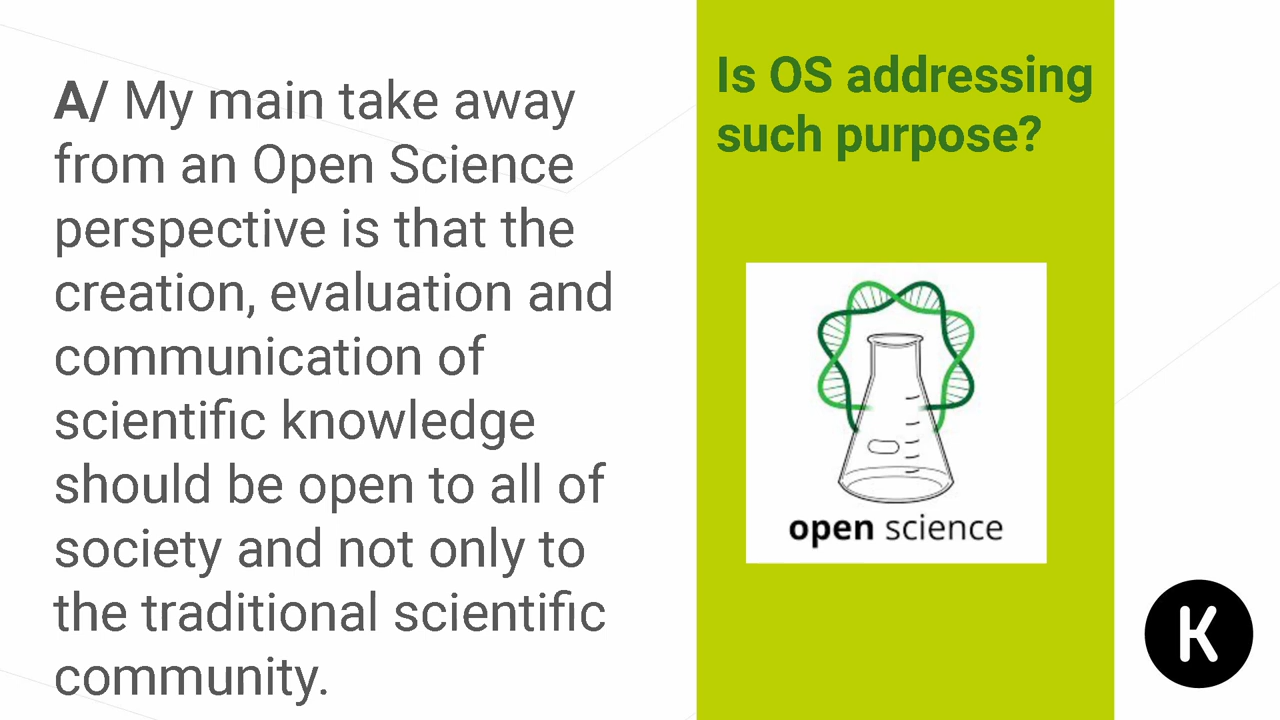 A/ My main take away
from an Open Science
perspective is that the
creation, evaluation and
communication of
scientific knowledge
should be open to all of
society and not only to
the traditional scientific
community.
Is OS addressing
such purpose?
open science
K